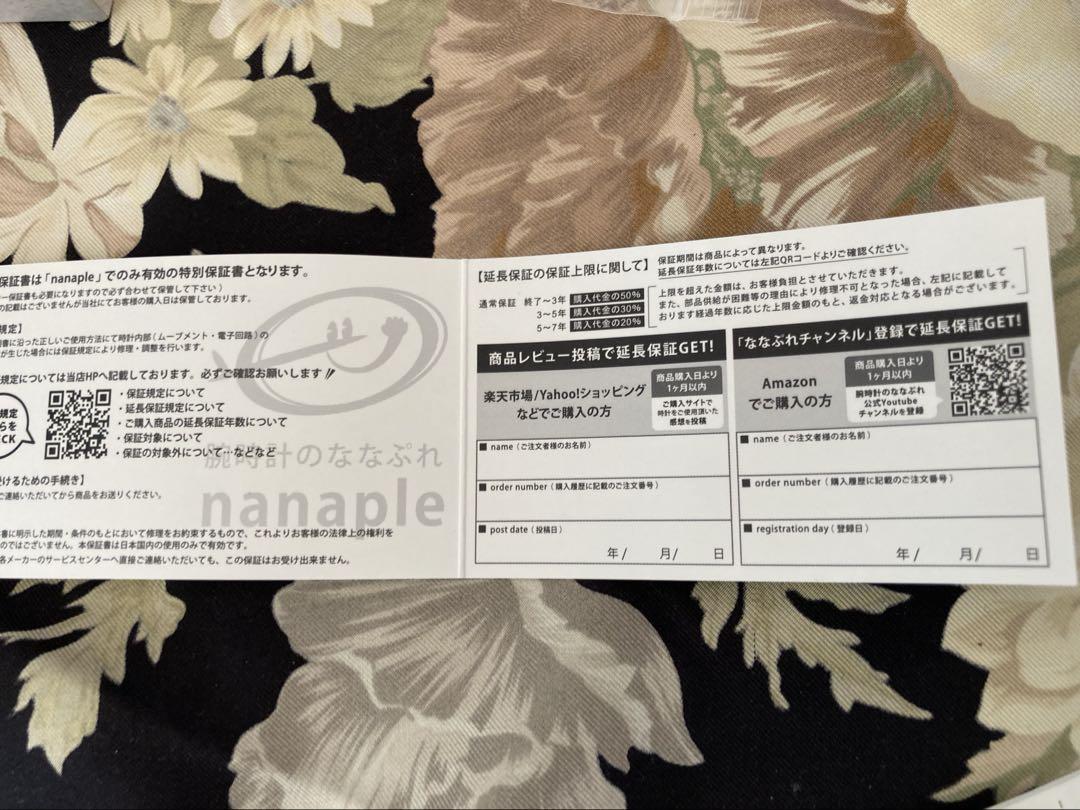 保証書は「nanaple」でのみ有効の特別保証書となります。
ー保証書も必要になりますので必ず合わせて保管して下さい）
の記載はございませんが当社にてお客様の購入日は保管しております。
規定】
書に沿った正しいご使用方法にて時計内部（ムーブメント・電子回路）の
が生じた場合には保証規定により修理・調整を行います。
規定については当店HPへ記載しております。必ずご確認お願いします
規定
らを
CK
・保証規定について
・延長保証規定について
・ご購入商品の延長保証年数について
・保証対象について
・保証の対象外について…などなど
腕時計のななぷれ
nanaple
けるための手続き】
ご連絡いただいてから商品をお送りください。
書に明示した期間・条件のもとにおいて修理をお約束するもので、これよりお客様の法律上の権利を
のではございません。本保証書は日本国内の使用のみで有効です。
各メーカーのサービスセンターへ直接ご連絡いただいても、この保証はお受け出来ません。
【延長保証の保証上限に関して】
保証期間は商品によって異なります。
延長保証年数については左記QRコードよりご確認ください。
通常保証 終了〜3年 購入代金の50%
3〜5年 購入代金の30%
5〜7年 購入代金の20%
上限を超えた金額は、お客様負担とさせていただきます。
また、部品供給が困難等の理由により修理不可となった場合、左記に記載して
おります経過年数に応じた上限金額のもと、返金対応となる場合がございます。
商品レビュー投稿で延長保証GET!
楽天市場/Yahoo!ショッピング
などでご購入の方
商品購入日より
1ヶ月以内
ご購入サイトで
時計をご使用頂いた
感想を投稿
■ name（ご注文者様のお名前）
■ order number（購入履歴に記載のご注文番号）
■ post date（投稿日）
年 / 月 / 日
「ななぷれチャンネル」登録で延長保証GET!
Amazon
でご購入の方
商品購入日より
1ヶ月以内
腕時計のななぷれ
公式Youtube
チャンネルを登録
■ name（ご注文者様のお名前）
■ order number（購入履歴に記載のご注文番号）
■ registration day（登録日）
年 / 月 / 日